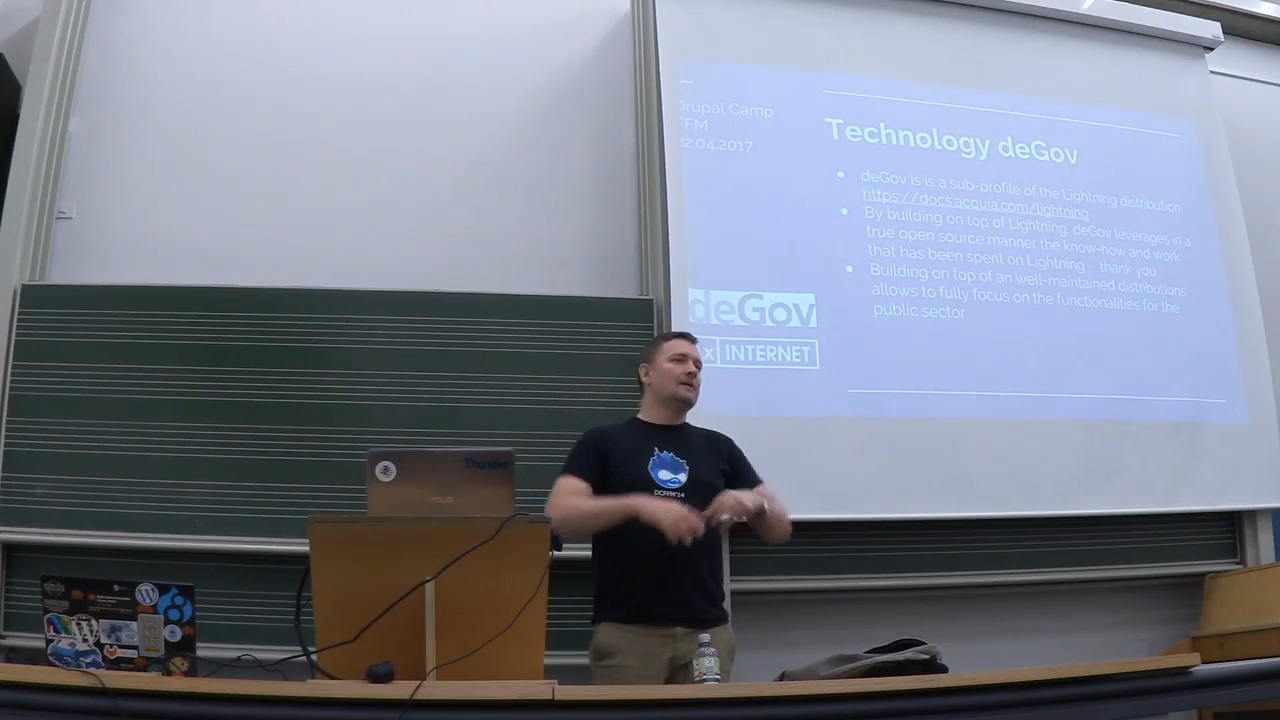 Drupal Camp
FFM
22.04.2017
Technology deGov
deGov is is a sub-profile of the Lightning distribution
https://docs.acquia.com/lightning
By building on top of Lightning, deGov leverages in a
true open source manner the know-how and work
that has been spent on Lightning - thank you
Building on top of an well-maintained distributions
allows to fully focus on the functionalities for the
public sector
deGov
x INTERNET
Thunder
DCFFM'14